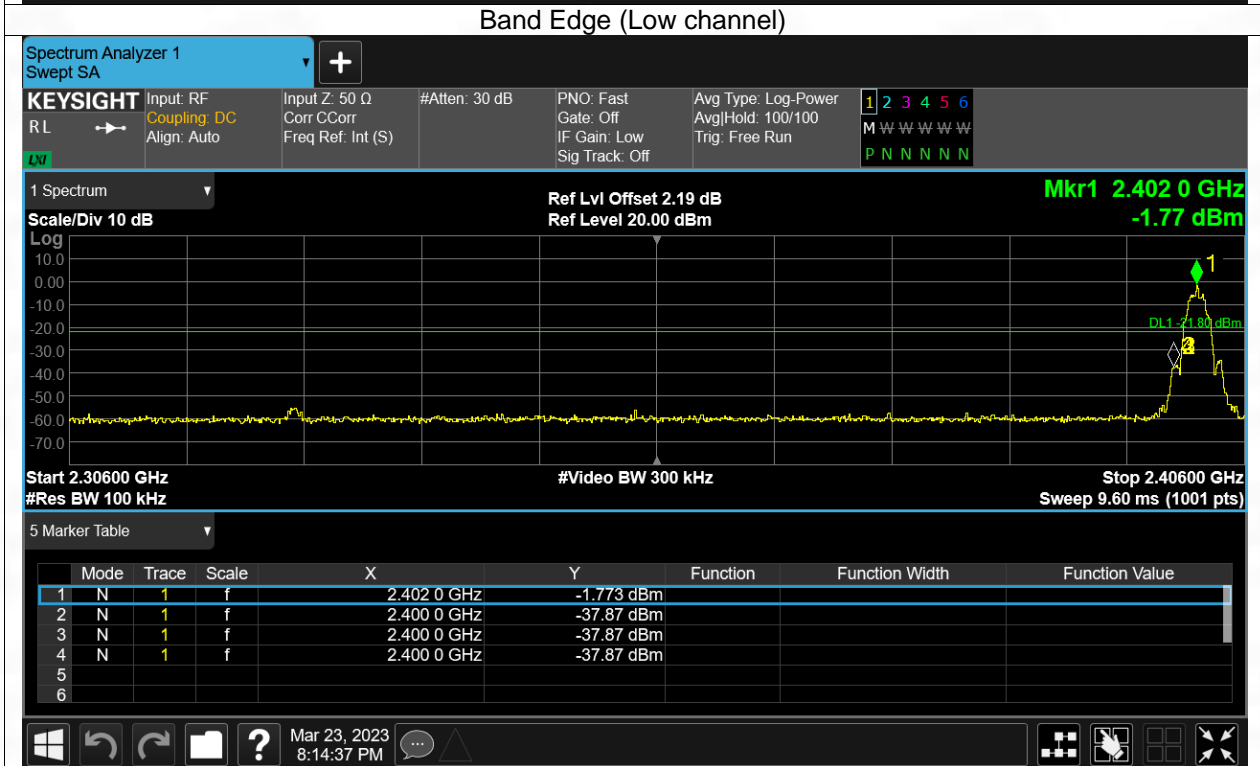 Band Edge (Low channel)
Spectrum Analyzer 1
Swept SA
+
KEYSIGHT
RL
LXI
Input: RF
Coupling: DC
Align: Auto
Input Z: 50 Ω
Corr CCorr
Freq Ref: Int (S)
#Atten: 30 dB
PNO: Fast
Gate: Off
IF Gain: Low
Sig Track: Off
Avg Type: Log-Power
Avg|Hold: 100/100
Trig: Free Run
1 2 3 4 5 6
M W W W W W
P N N N N N
1 Spectrum
Scale/Div 10 dB
Ref Lvl Offset 2.19 dB
Ref Level 20.00 dBm
Mkr1 2.402 0 GHz
-1.77 dBm
Log
10.0
0.00
-10.0
-20.0
-30.0
-40.0
-50.0
-60.0
-70.0
1
DL1 -21.80 dBm
Start 2.30600 GHz
#Res BW 100 kHz
#Video BW 300 kHz
Stop 2.40600 GHz
Sweep 9.60 ms (1001 pts)
5 Marker Table
Mode Trace Scale X Y Function Function Width Function Value
1 N 1 f 2.402 0 GHz -1.773 dBm
2 N 1 f 2.400 0 GHz -37.87 dBm
3 N 1 f 2.400 0 GHz -37.87 dBm
4 N 1 f 2.400 0 GHz -37.87 dBm
5
6
?
Mar 23, 2023
8:14:37 PM